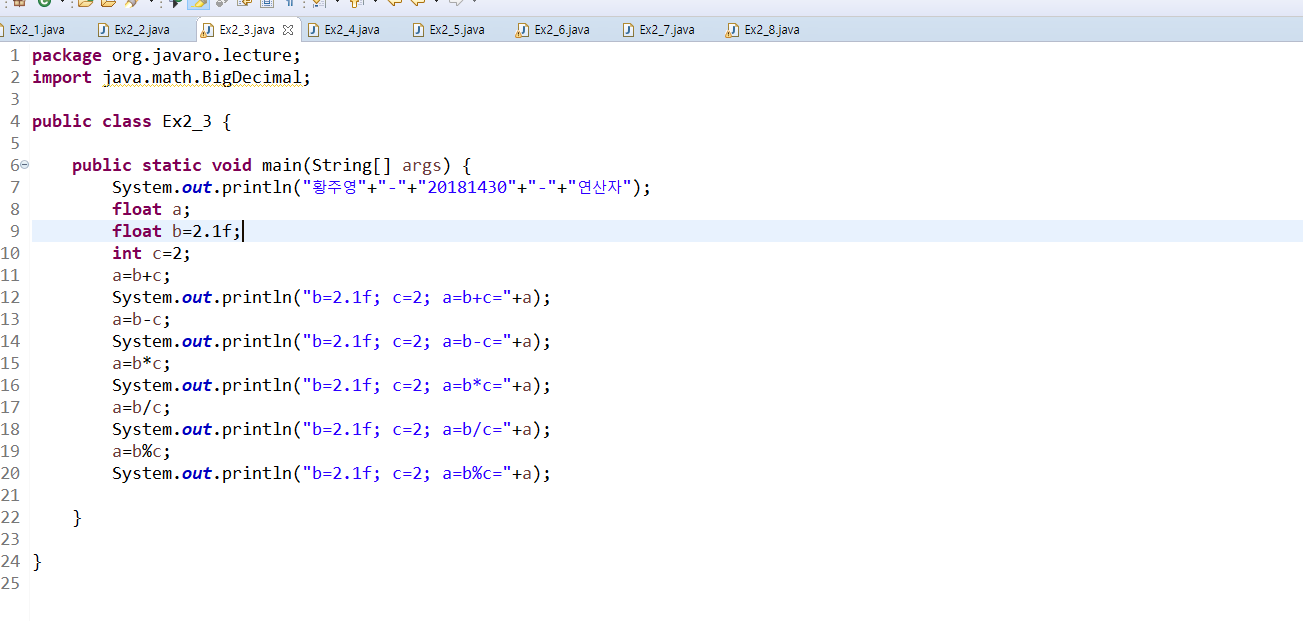 Ex2_1.java Ex2_2.java Ex2_3.java Ex2_4.java Ex2_5.java Ex2_6.java Ex2_7.java Ex2_8.java
1 package org.javaro.lecture;
2 import java.math.BigDecimal;
3
4 public class Ex2_3 {
5
6     public static void main(String[] args) {
7         System.out.println("황주영"+"-"+"20181430"+"-"+"연산자");
8         float a;
9         float b=2.1f;
10         int c=2;
11         a=b+c;
12         System.out.println("b=2.1f; c=2; a=b+c="+a);
13         a=b-c;
14         System.out.println("b=2.1f; c=2; a=b-c="+a);
15         a=b*c;
16         System.out.println("b=2.1f; c=2; a=b*c="+a);
17         a=b/c;
18         System.out.println("b=2.1f; c=2; a=b/c="+a);
19         a=b%c;
20         System.out.println("b=2.1f; c=2; a=b%c="+a);
21
22     }
23
24 }
25